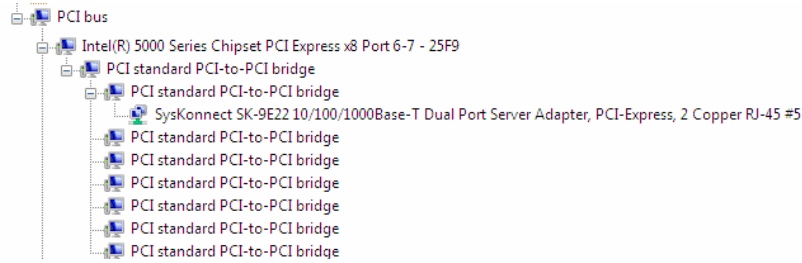 PCI bus
Intel(R) 5000 Series Chipset PCI Express x8 Port 6-7 - 25F9
PCI standard PCI-to-PCI bridge
PCI standard PCI-to-PCI bridge
SysKonnect SK-9E22 10/100/1000Base-T Dual Port Server Adapter, PCI-Express, 2 Copper RJ-45 #5
PCI standard PCI-to-PCI bridge
PCI standard PCI-to-PCI bridge
PCI standard PCI-to-PCI bridge
PCI standard PCI-to-PCI bridge
PCI standard PCI-to-PCI bridge
PCI standard PCI-to-PCI bridge